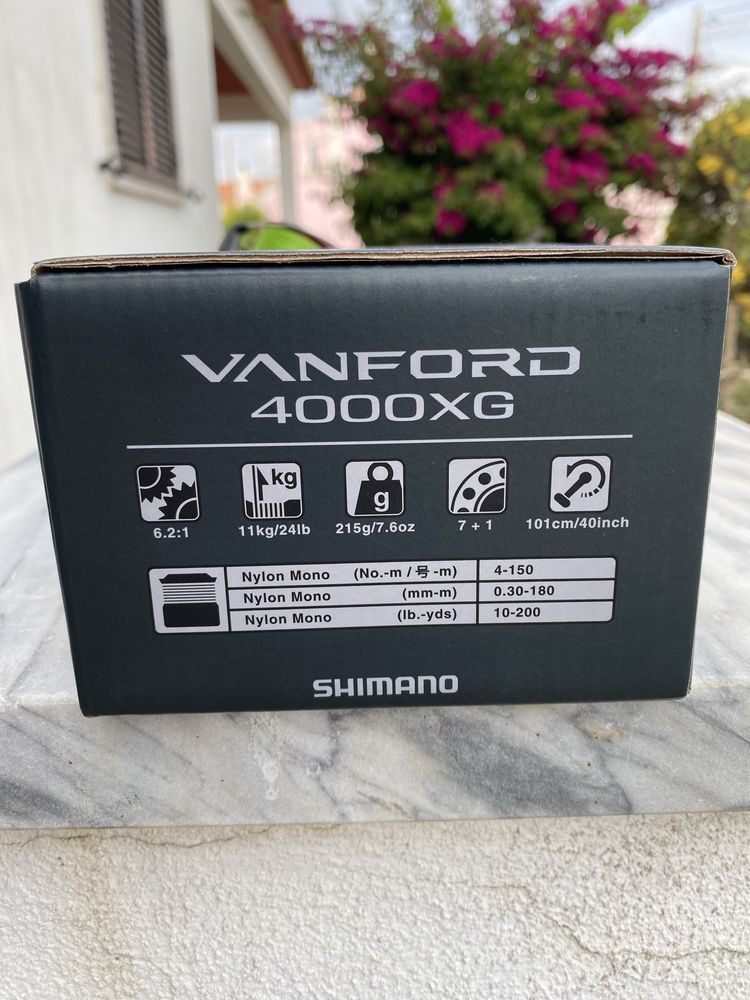 VANFORD
4000XG
kg
g
6.2:1 11kg/24lb 215g/7.6oz 7 + 1 101cm/40inch
Nylon Mono (No.-m / 号 -m) 4-150
Nylon Mono (mm-m) 0.30-180
Nylon Mono (lb.-yds) 10-200
SHIMANO